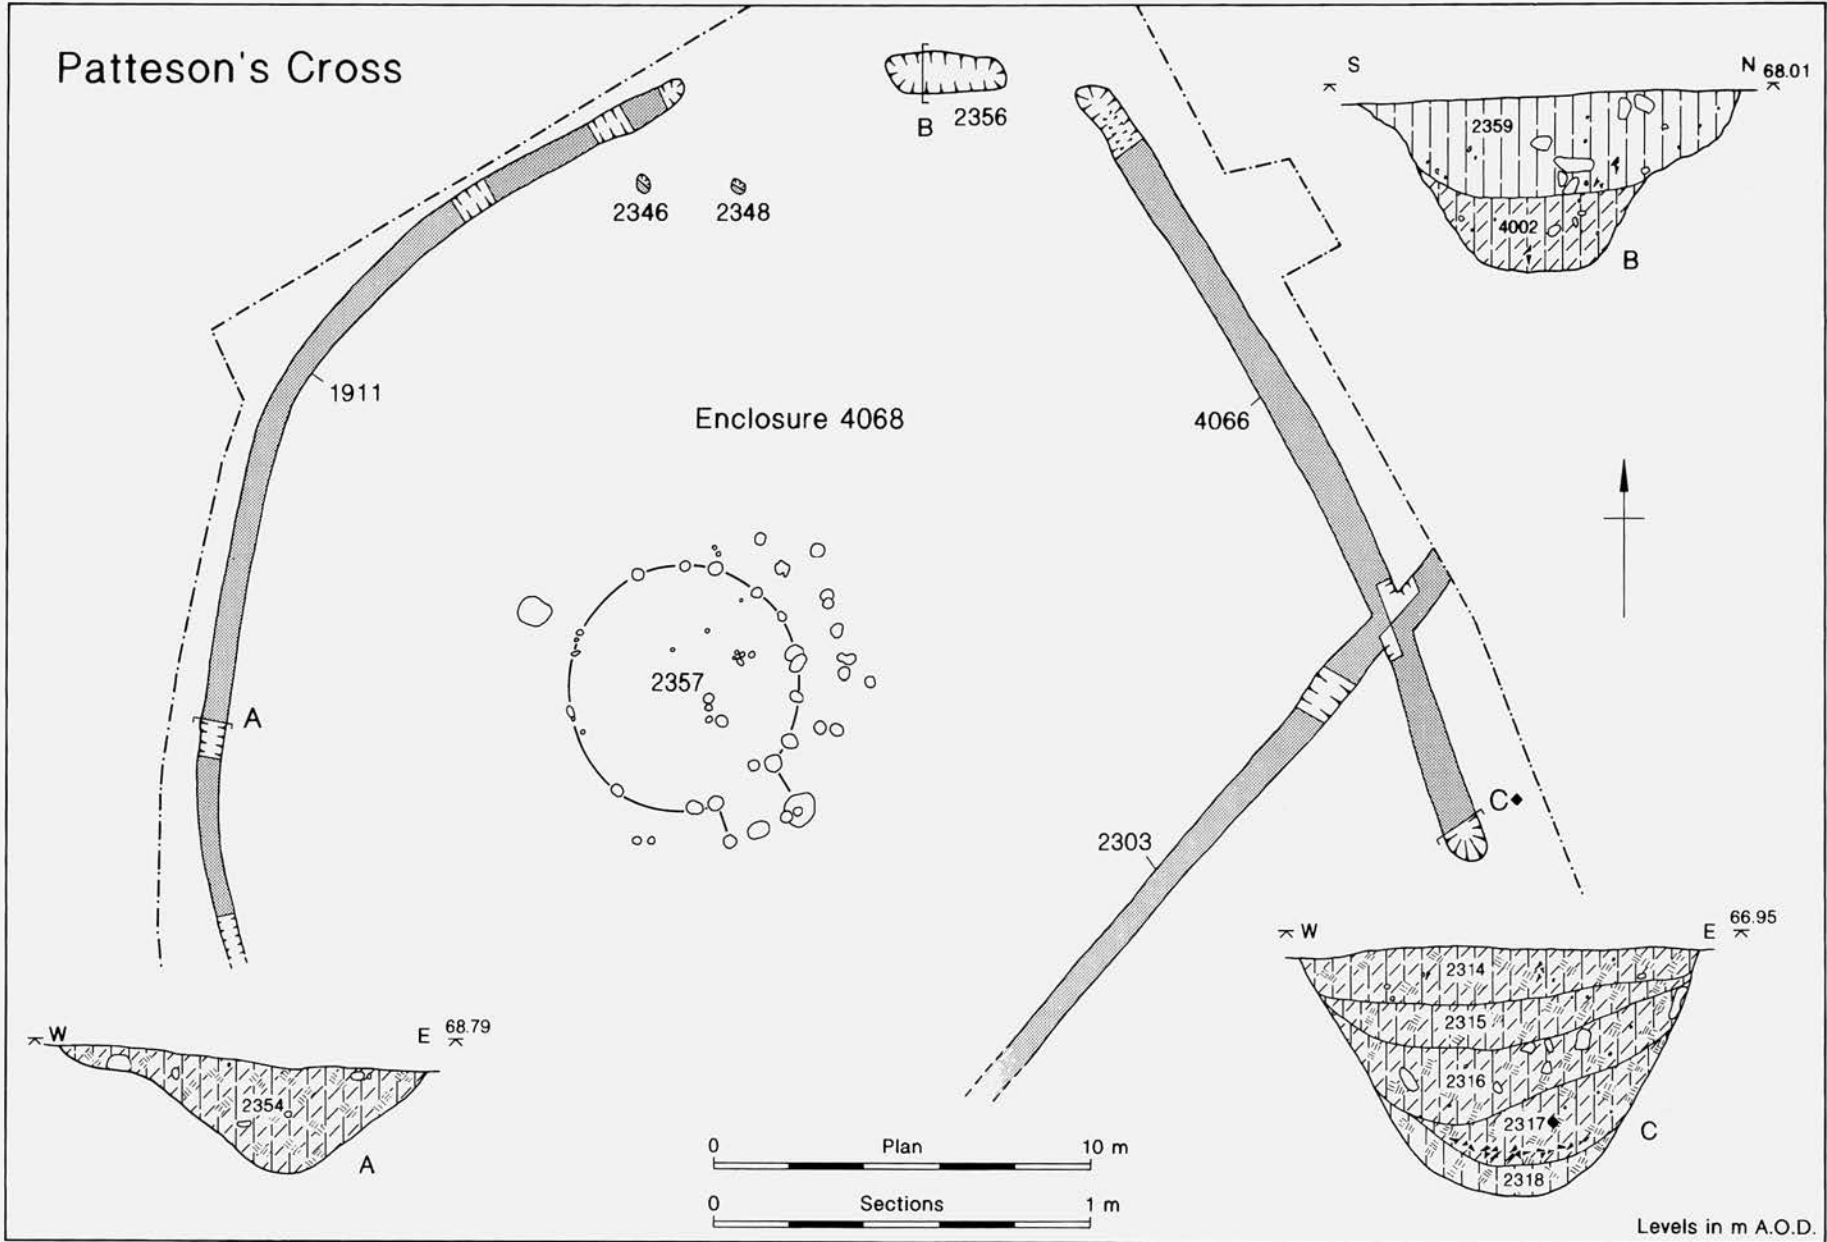 Patteson's Cross
S
N 68.01
2359
4002
B
B
2356
2346
2348
1911
Enclosure 4068
4066
2357
A
C
2303
W
E 68.79
2354
A
W
E
66.95
2314
2315
2316
2317
2318
C
0 Plan 10 m
0 Sections 1 m
Levels in m A.O.D.